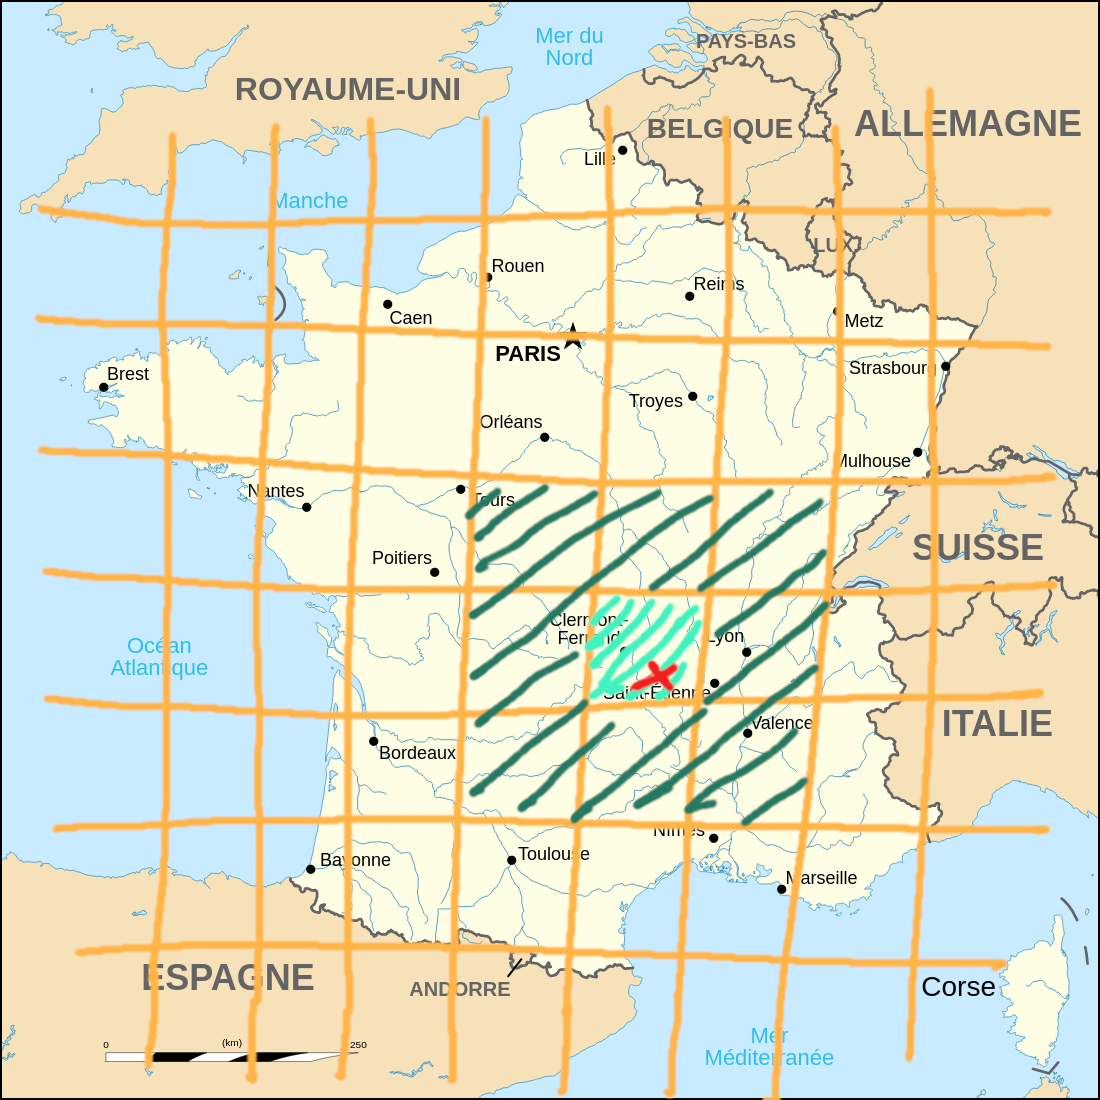 Mer du
Nord
PAYS-BAS
ROYAUME-UNI
BELGIQUE
ALLEMAGNE
Lille
Manche
LUX.
Rouen
Reims
Caen
Metz
PARIS
Strasbourg
Brest
Troyes
Orléans
Mulhouse
Nantes
Tours
SUISSE
Poitiers
Clermont-
Ferrand
Lyon
Océan
Atlantique
Saint-Étienne
ITALIE
Valence
Bordeaux
Nîmes
Toulouse
Bayonne
Marseille
ESPAGNE
ANDORRE
Corse
Mer
Méditerranée
0 (km) 250